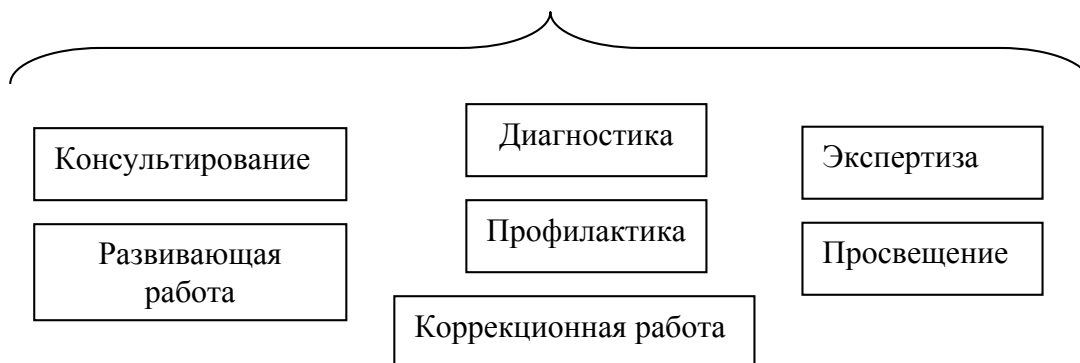 Консультирование
Развивающая
работа
Диагностика
Профилактика
Коррекционная работа
Экспертиза
Просвещение